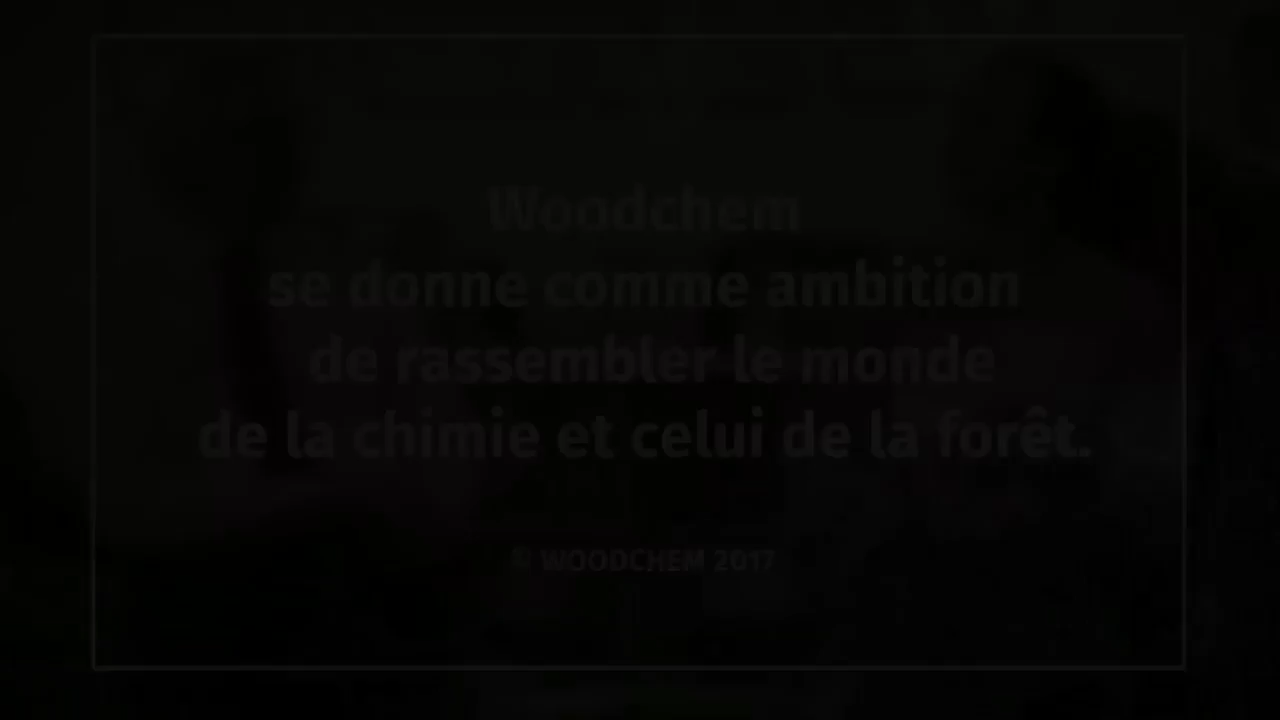 Woodchem
se donne comme ambition
de rassembler le monde
de la chimie et celui de la forêt.
© WOODCHEM 2017